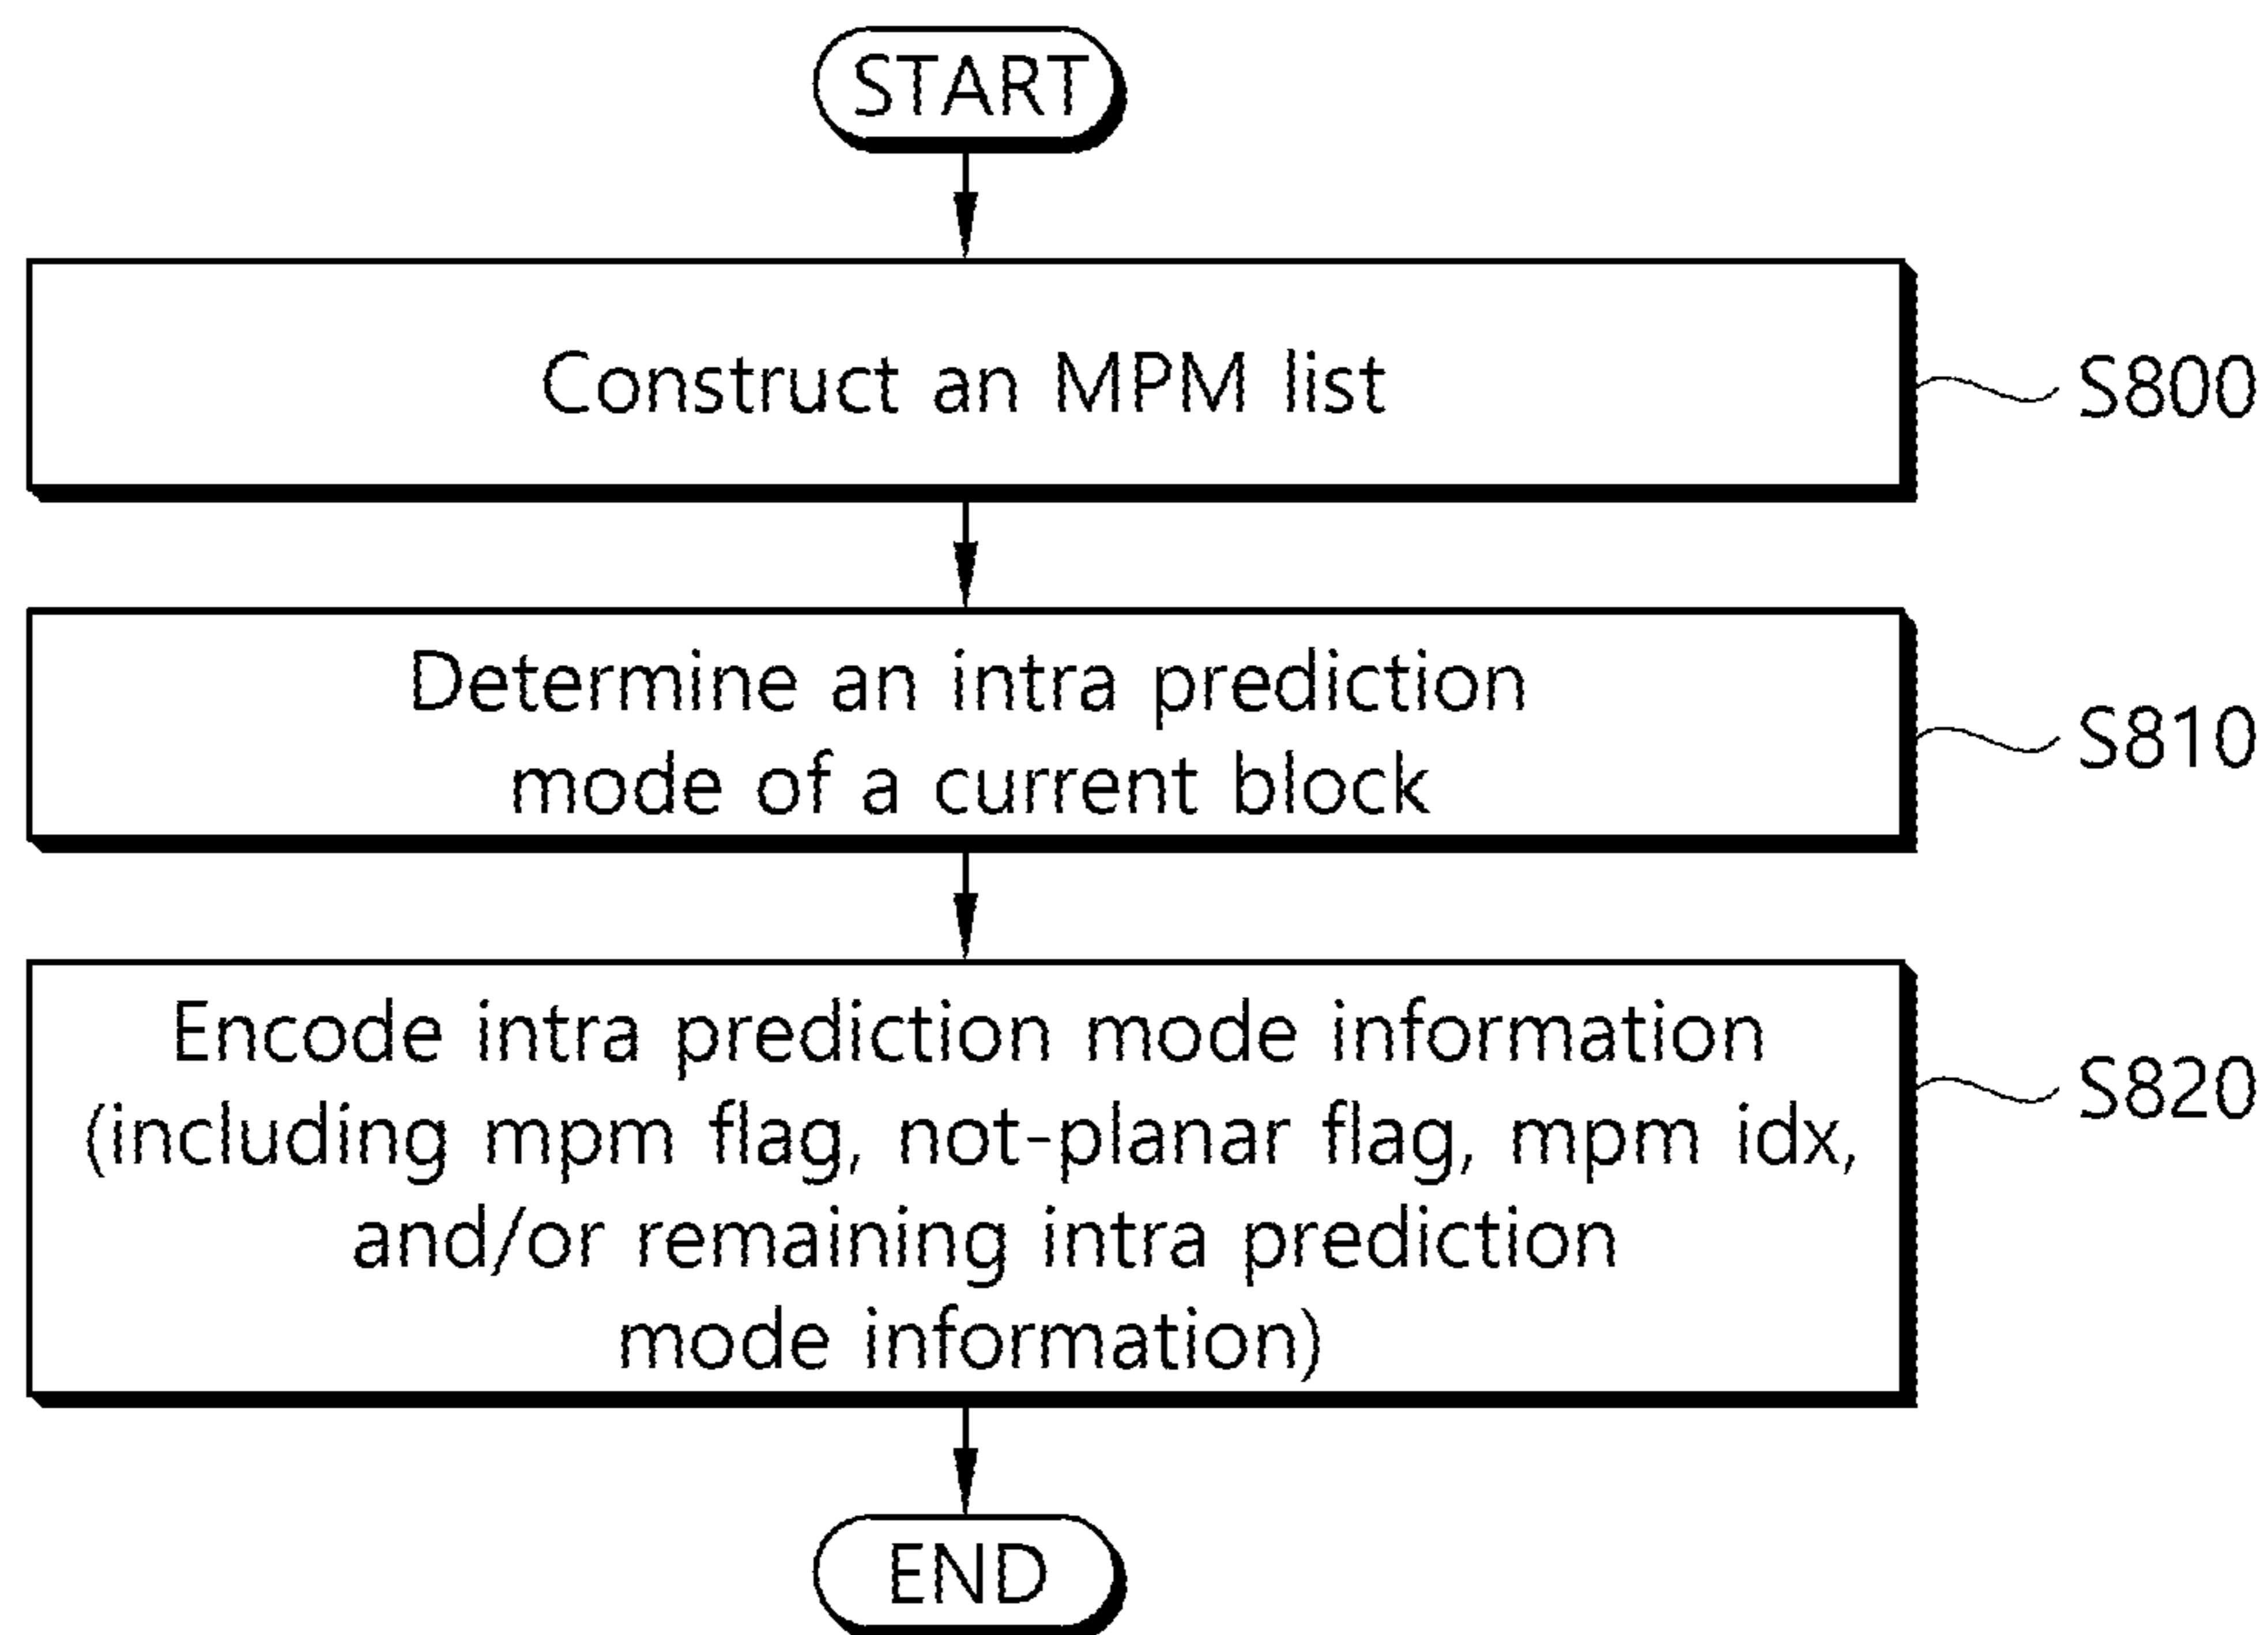 START
Construct an MPM list
S800
Determine an intra prediction
mode of a current block
S810
Encode intra prediction mode information
(including mpm flag, not-planar flag, mpm idx,
and/or remaining intra prediction
mode information)
S820
END